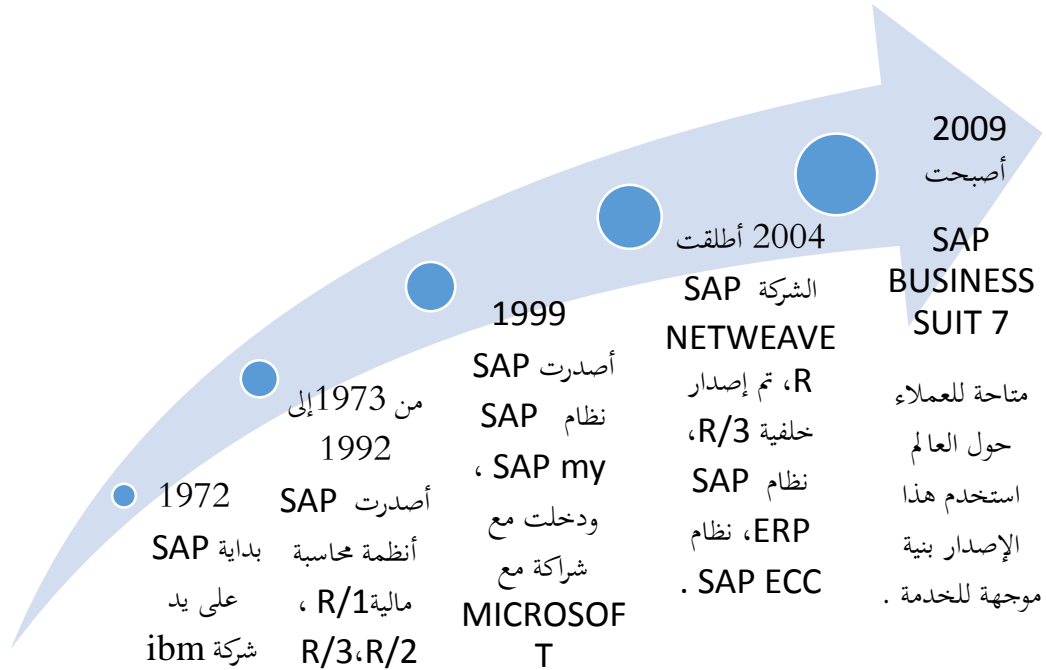 1972
بداية SAP
على يد
شركة ibm
من 1973إلى
1992
أصدرت SAP
أنظمة محاسبة
مالية R/1 ،
R/2،R/3
1999
أصدرت SAP
نظام SAP
SAP my ،
ودخلت مع
شراكة مع
MICROSOF
T
2004 أطلقت
الشركة SAP
NETWEAVE
R، تم إصدار
خلفية R/3،
نظام SAP
ERP، نظام
SAP ECC .
2009
أصبحت
SAP
BUSINESS
SUIT 7
متاحة للعملاء
حول العالم
استخدم هذا
الإصدار بنية
موجهة للخدمة .